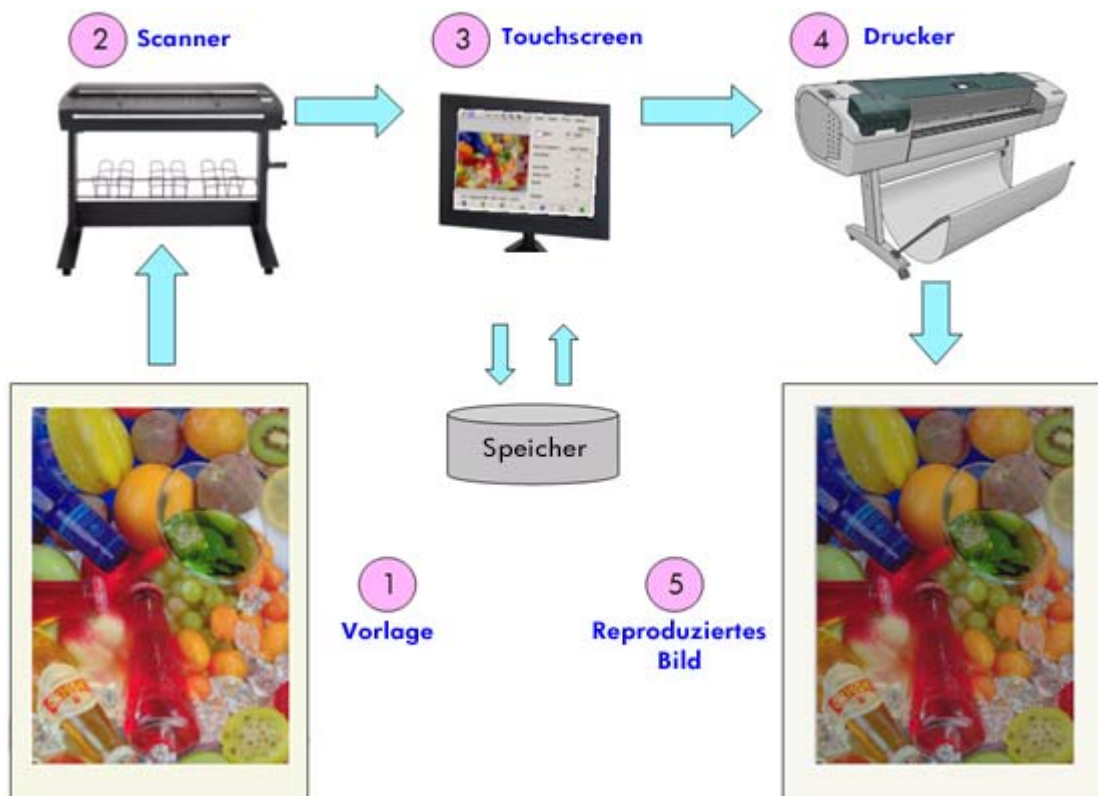 2 Scanner
3 Touchscreen
4 Drucker
Speicher
1
Vorlage
5
Reproduziertes
Bild